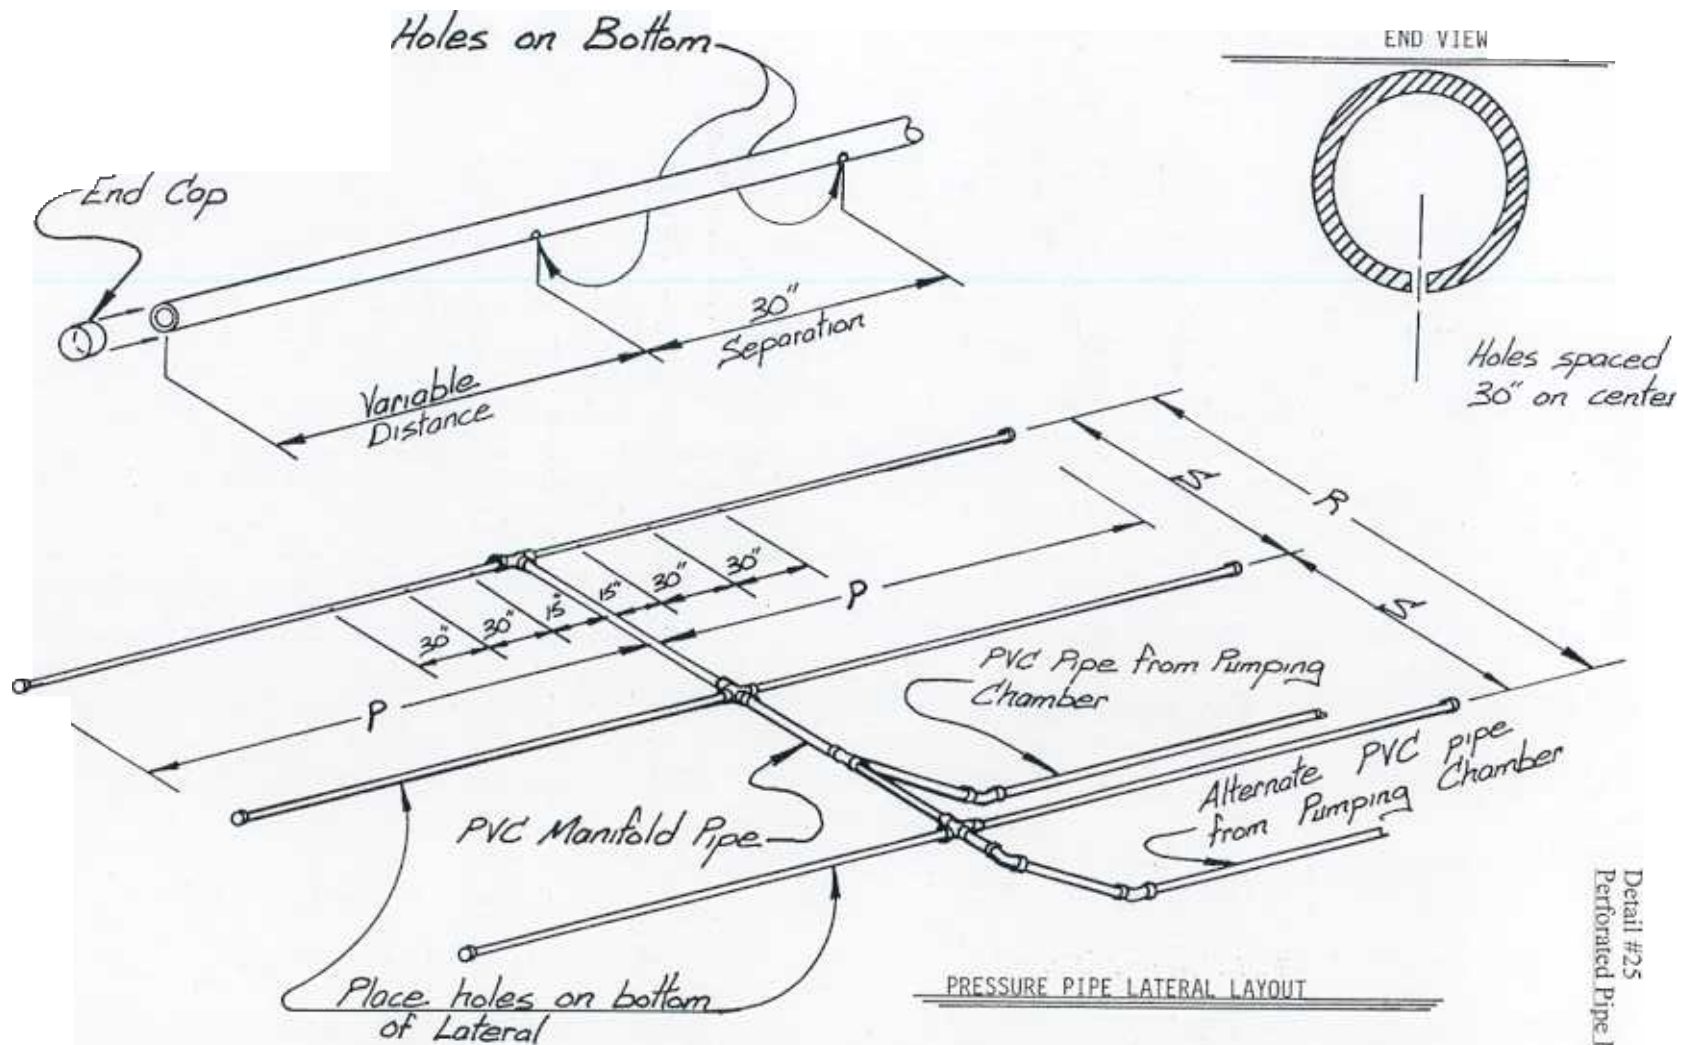 Holes on Bottom
END VIEW
End Cap
30"
Separation
Variable
Distance
Holes spaced
30" on center
S
R
S
P
30"
30"
15"
15"
30"
30"
P
PVC Pipe from Pumping
Chamber
Alternate PVC pipe
from Pumping Chamber
PVC Manifold Pipe
Place holes on bottom
of Lateral
PRESSURE PIPE LATERAL LAYOUT
Detail #25
Perforated Pipe